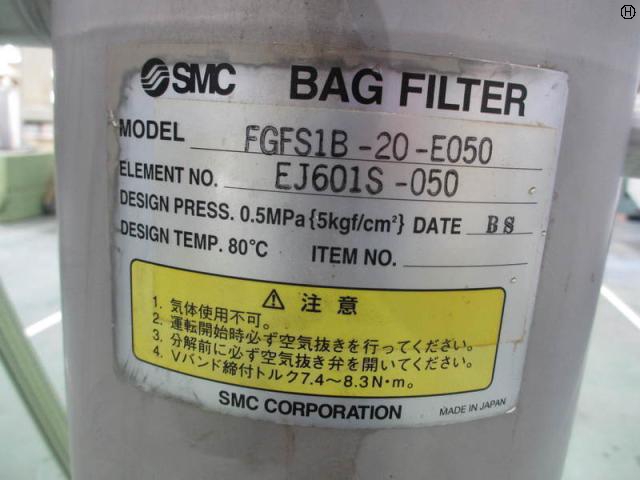 H
SMC BAG FILTER
MODEL FGFS1B-20-E050
ELEMENT NO. EJ601S-050
DESIGN PRESS. 0.5MPa{5kgf/cm²} DATE BS
DESIGN TEMP. 80℃ ITEM NO.
⚠ 注意
1. 気体使用不可。
2. 運転開始時必ず空気抜きを行ってください。
3. 分解前に必ず空気抜き弁を開いてください。
4. Vバンド締付トルク7.4～8.3N・m。
SMC CORPORATION MADE IN JAPAN